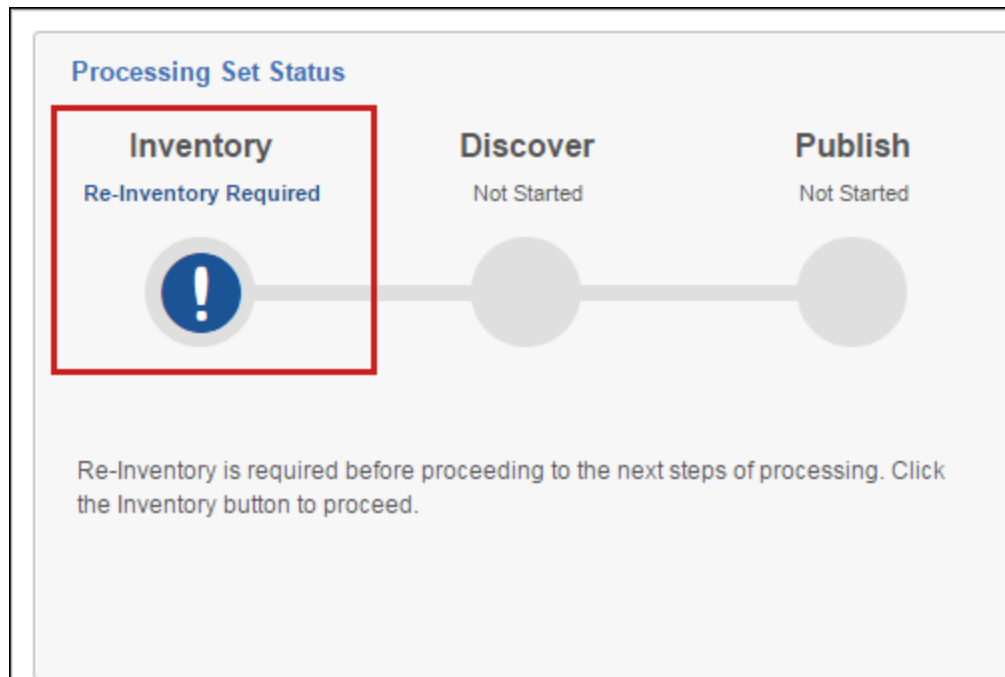 Processing Set Status
Inventory
Discover
Publish
Re-Inventory Required
Not Started
Not Started
!
Re-Inventory is required before proceeding to the next steps of processing. Click
the Inventory button to proceed.